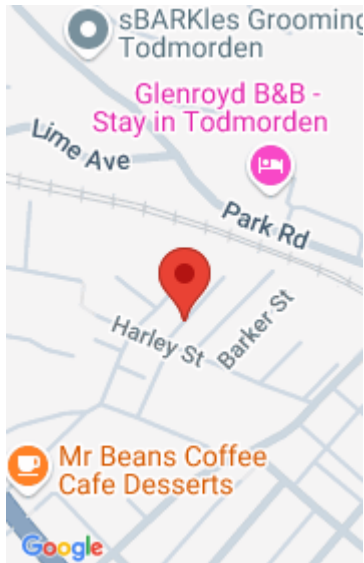 sBARKles Grooming
Todmorden
Glenroyd B&B -
Stay in Todmorden
Lime Ave
Park Rd
Harley St
Barker St
Mr Beans Coffee
Cafe Desserts
Google